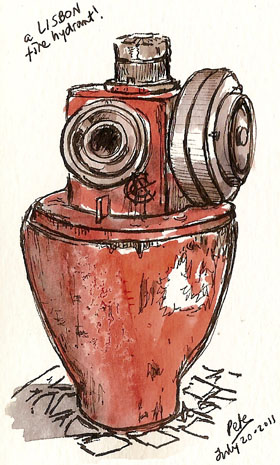 a LISBON
fire hydrant!
Pete
July 20-2011